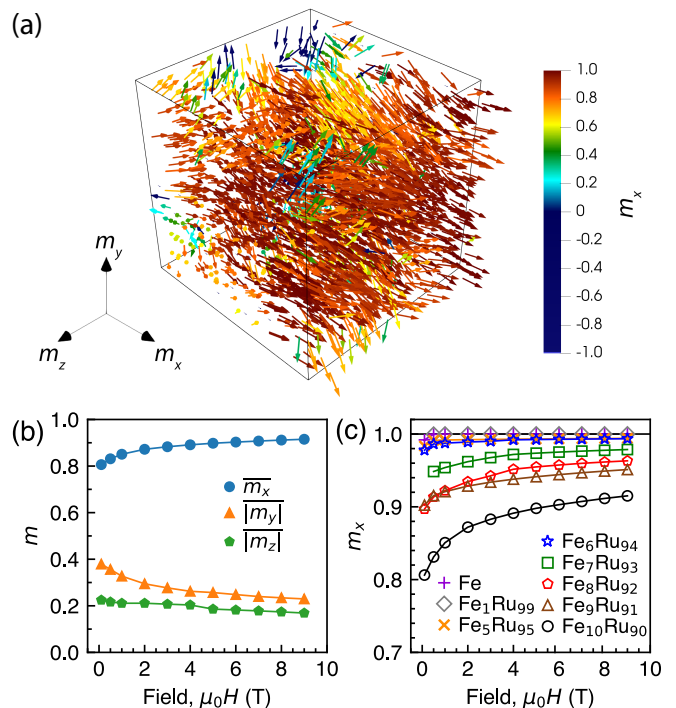 (a)
1.0
0.8
0.6
0.4
0.2
0
-0.2
-0.4
-0.6
-0.8
-1.0
m_x
m_y
m_z
m_x
(b)
1.0
0.8
0.6
0.4
0.2
0.0
m
m_x
|m_y|
|m_z|
0 2 4 6 8 10
Field, μ₀H (T)
(c)
1.0
0.9
0.8
0.7
m_x
Fe
Fe₁Ru₉₉
Fe₅Ru₉₅
Fe₆Ru₉₄
Fe₇Ru₉₃
Fe₈Ru₉₂
Fe₉Ru₉₁
Fe₁₀Ru₉₀
0 2 4 6 8 10
Field, μ₀H (T)